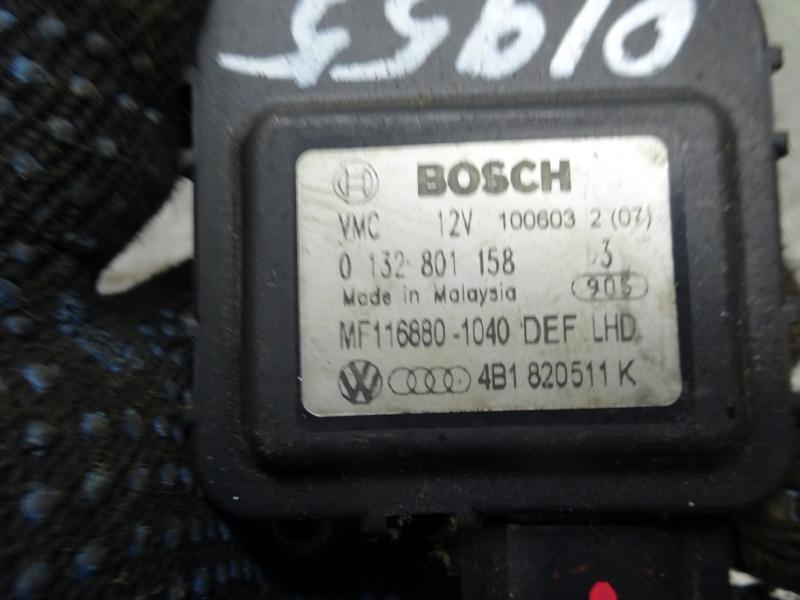 01955
BOSCH
VMC 12V 100603 2 (07)
0 132 801 158 3
Made in Malaysia 905
MF116880-1040 DEF LHD
4B1 820511 K